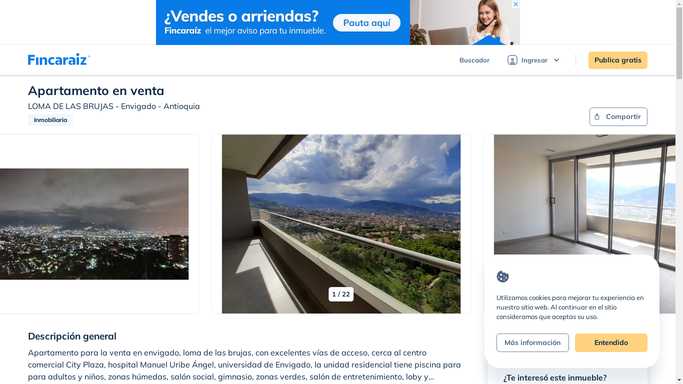 ¿Vendes o arriendas?
Fincaraíz el mejor aviso para tu inmueble.
Pauta aquí
Fincaraíz
Buscador
Ingresar
Publica gratis
Apartamento en venta
LOMA DE LAS BRUJAS - Envigado - Antioquia
Inmobiliaria
Compartir
1 / 22
Utilizamos cookies para mejorar tu experiencia en
nuestro sitio web. Al continuar en el sitio
consideramos que aceptas su uso.
Más información
Entendido
Descripción general
Apartamento para la venta en envigado, loma de las brujas, con excelentes vías de acceso, cerca al centro
comercial City Plaza, hospital Manuel Uribe Ángel, universidad de Envigado, la unidad residencial tiene piscina
para adultos y niños, zonas húmedas, salón social, gimnasio, zonas verdes, salón de entretenimiento, loby y...
¿Te interesó este inmueble?